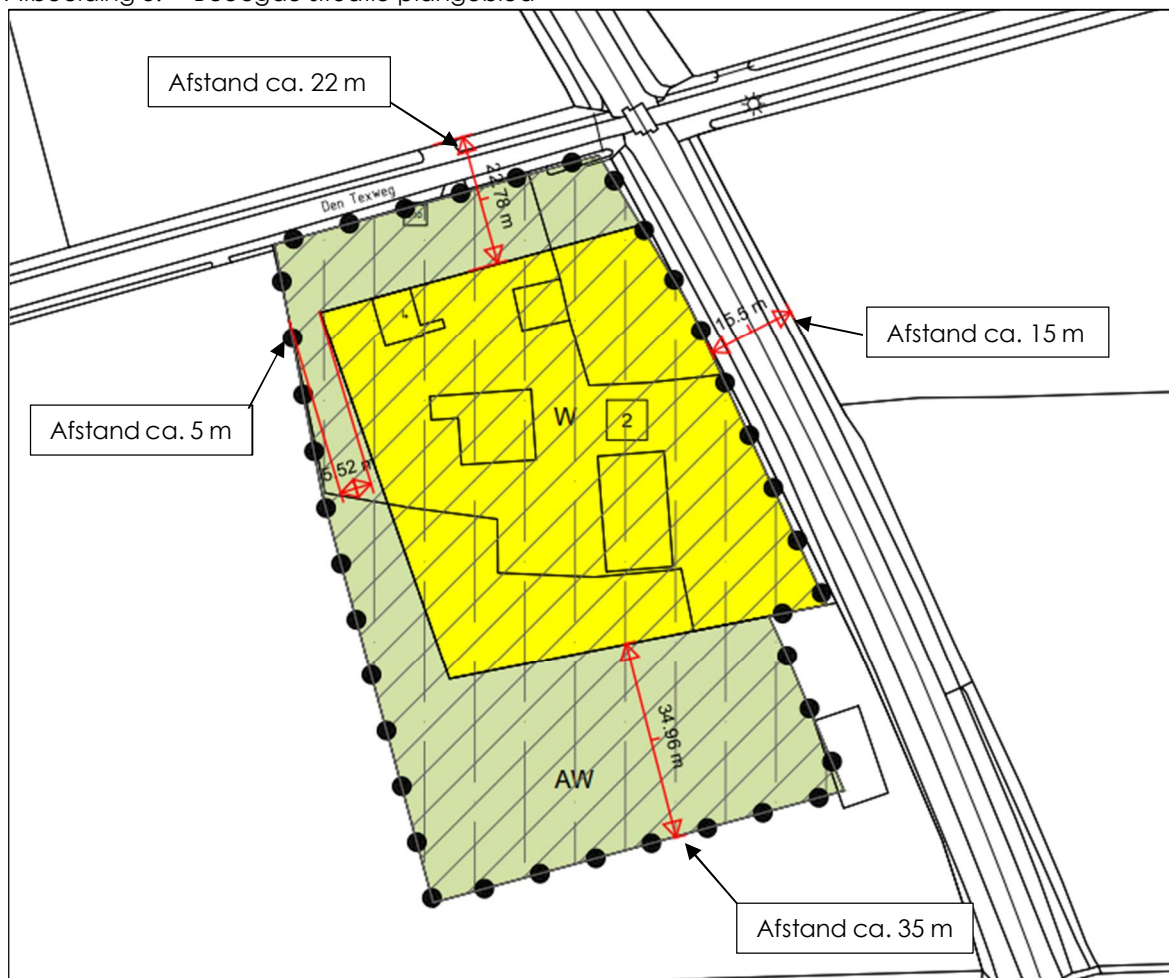 Afstand ca. 22 m
22.78 m
Den Texweg
15.5 m
Afstand ca. 15 m
4
Afstand ca. 5 m
W
2
5.52 m
34.96 m
AW
Afstand ca. 35 m